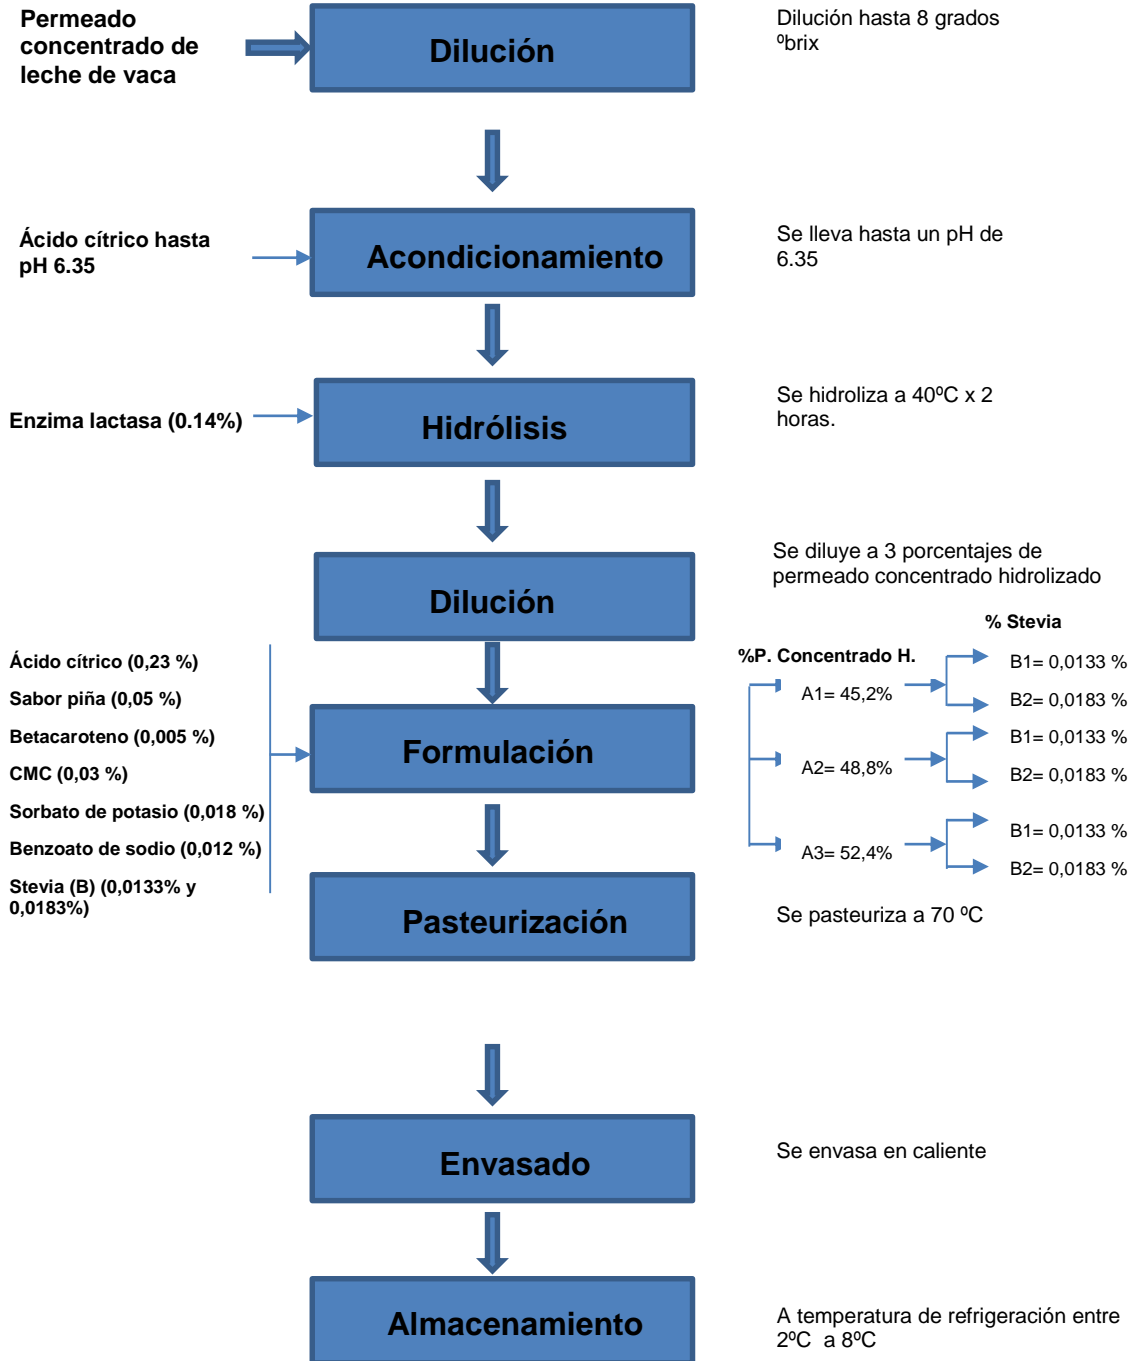 Permeado
concentrado de
leche de vaca
Dilución
Dilución hasta 8 grados
ºbrix
Ácido cítrico hasta
pH 6.35
Acondicionamiento
Se lleva hasta un pH de
6.35
Enzima lactasa (0.14%)
Hidrólisis
Se hidroliza a 40ºC x 2
horas.
Dilución
Se diluye a 3 porcentajes de
permeado concentrado hidrolizado
% Stevia
%P. Concentrado H.
A1= 45,2%
B1= 0,0133 %
B2= 0,0183 %
A2= 48,8%
B1= 0,0133 %
B2= 0,0183 %
A3= 52,4%
B1= 0,0133 %
B2= 0,0183 %
Ácido cítrico (0,23 %)
Sabor piña (0,05 %)
Betacaroteno (0,005 %)
CMC (0,03 %)
Sorbato de potasio (0,018 %)
Benzoato de sodio (0,012 %)
Stevia (B) (0,0133% y
0,0183%)
Formulación
Pasteurización
Se pasteuriza a 70 ºC
Envasado
Se envasa en caliente
Almacenamiento
A temperatura de refrigeración entre
2ºC a 8ºC